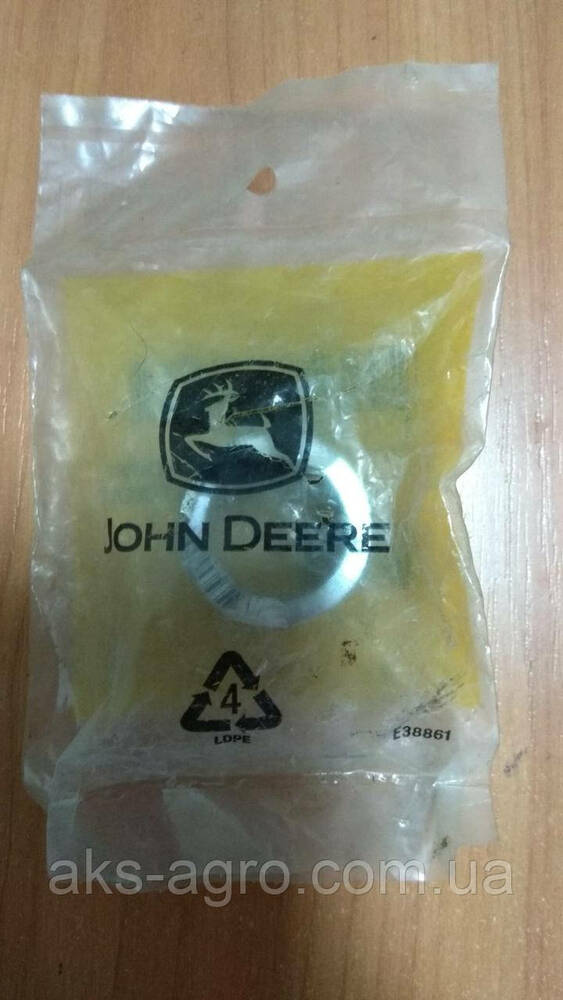 JOHN DEERE
4
LDPE
E38861
aks-agro.com.ua